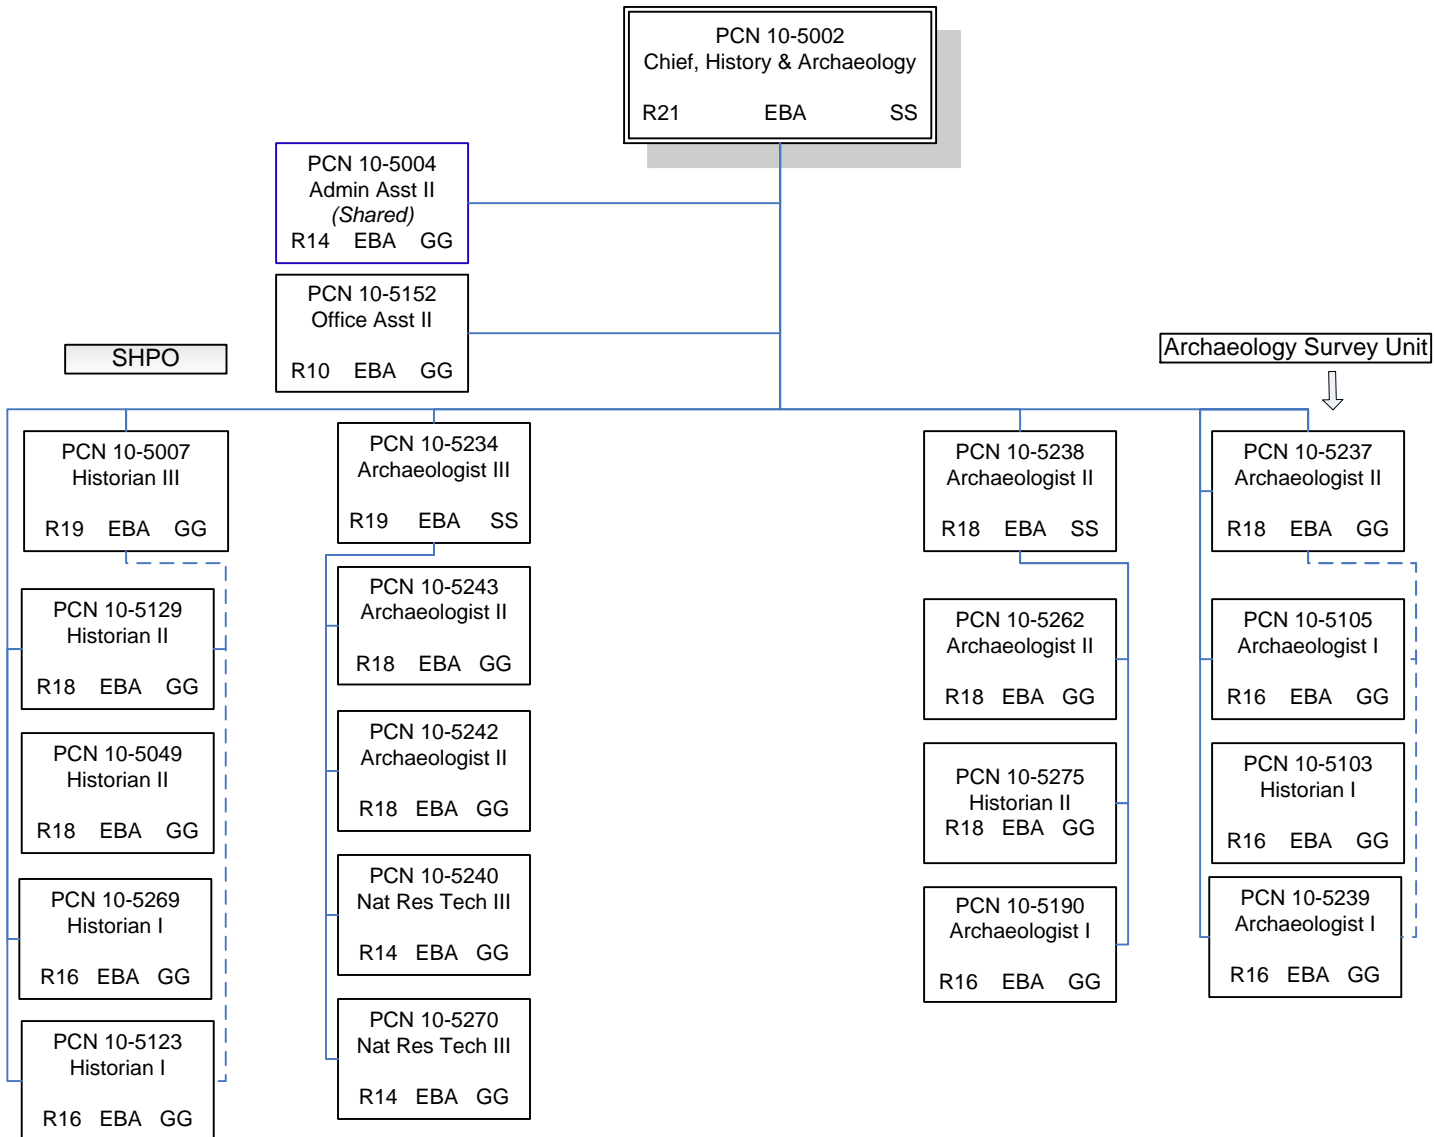 PCN 10-5002
Chief, History & Archaeology
R21 EBA SS
PCN 10-5004
Admin Asst II
(Shared)
R14 EBA GG
PCN 10-5152
Office Asst II
R10 EBA GG
SHPO
Archaeology Survey Unit
PCN 10-5007
Historian III
R19 EBA GG
PCN 10-5129
Historian II
R18 EBA GG
PCN 10-5049
Historian II
R18 EBA GG
PCN 10-5269
Historian I
R16 EBA GG
PCN 10-5123
Historian I
R16 EBA GG
PCN 10-5234
Archaeologist III
R19 EBA SS
PCN 10-5243
Archaeologist II
R18 EBA GG
PCN 10-5242
Archaeologist II
R18 EBA GG
PCN 10-5240
Nat Res Tech III
R14 EBA GG
PCN 10-5270
Nat Res Tech III
R14 EBA GG
PCN 10-5238
Archaeologist II
R18 EBA SS
PCN 10-5262
Archaeologist II
R18 EBA GG
PCN 10-5275
Historian II
R18 EBA GG
PCN 10-5190
Archaeologist I
R16 EBA GG
PCN 10-5237
Archaeologist II
R18 EBA GG
PCN 10-5105
Archaeologist I
R16 EBA GG
PCN 10-5103
Historian I
R16 EBA GG
PCN 10-5239
Archaeologist I
R16 EBA GG